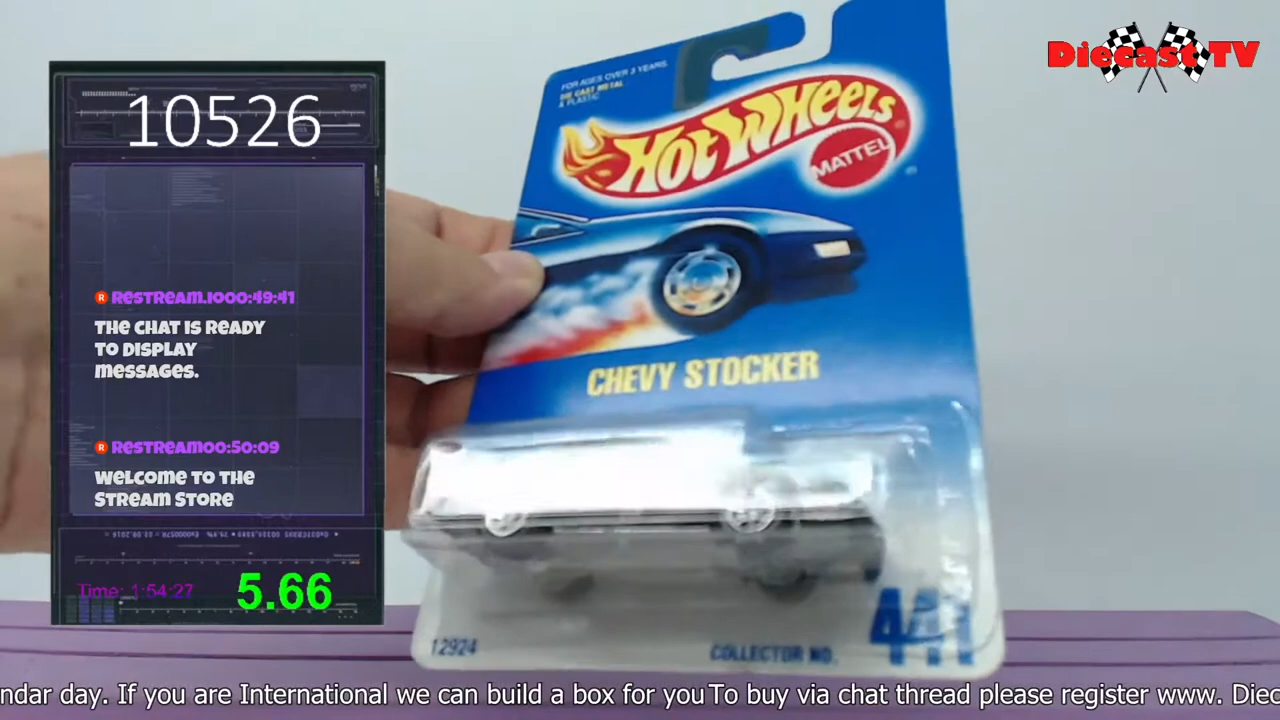 Diecast TV
10526
RESTREAM.IO00:49:41
THE CHAT IS READY
TO DISPLAY
MESSAGES.
RESTREAM00:50:09
WELCOME TO THE
STREAM STORE
Time: 1:54:27
5.66
FOR AGES OVER 3 YEARS.
DIE CAST METAL
& PLASTIC
HOT WHEELS
MATTEL
CHEVY STOCKER
12924
COLLECTOR NO.
441
ndar day. If you are International we can build a box for you To buy via chat thread please register www. Diec